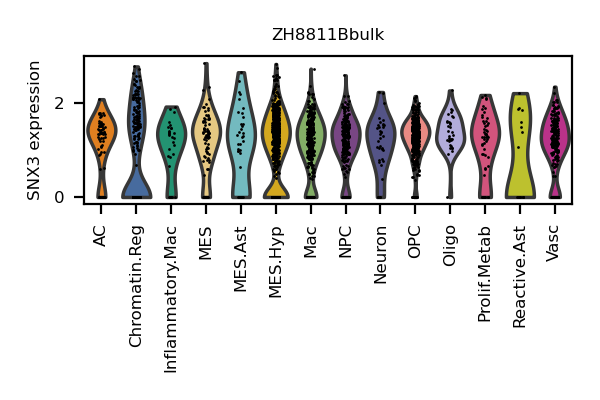 ZH8811Bbulk
SNX3 expression
2
0
AC
Chromatin.Reg
Inflammatory.Mac
MES
MES.Ast
MES.Hyp
Mac
NPC
Neuron
OPC
Oligo
Prolif.Metab
Reactive.Ast
Vasc